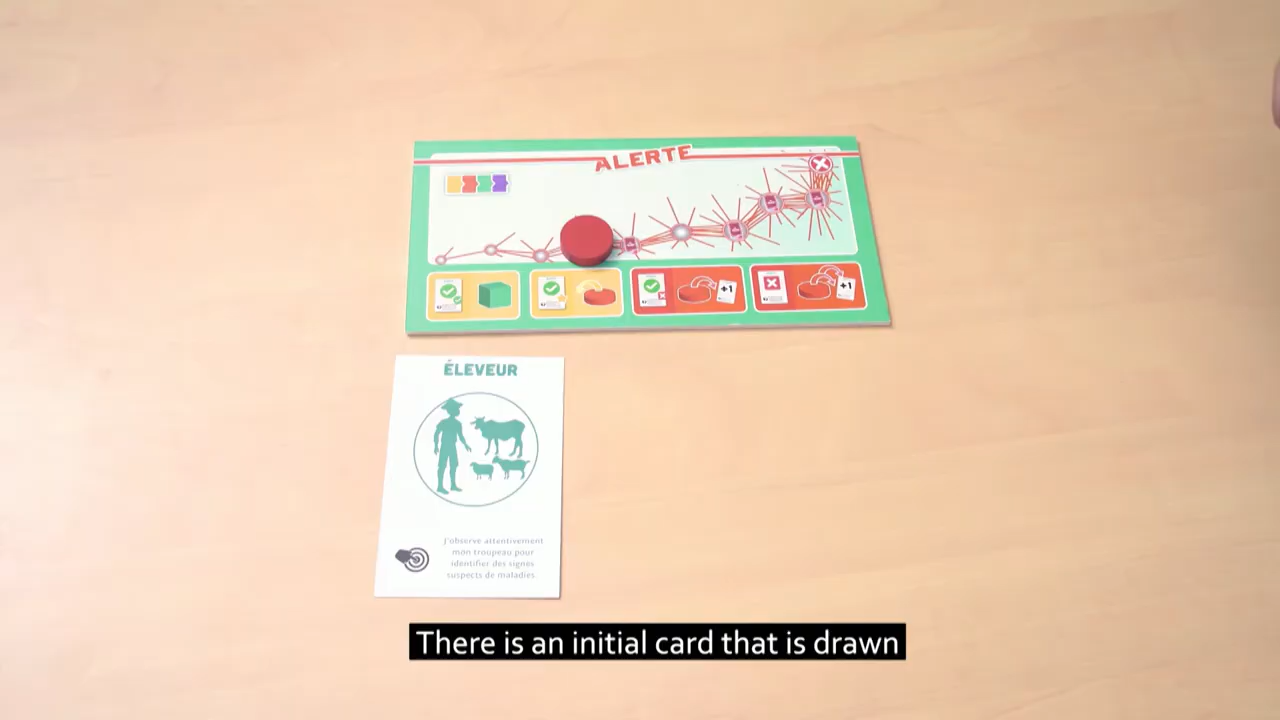 ALERTE
+1
+1
ÉLEVEUR
J'observe attentivement
mon troupeau pour
identifier des signes
suspects de maladies.
There is an initial card that is drawn